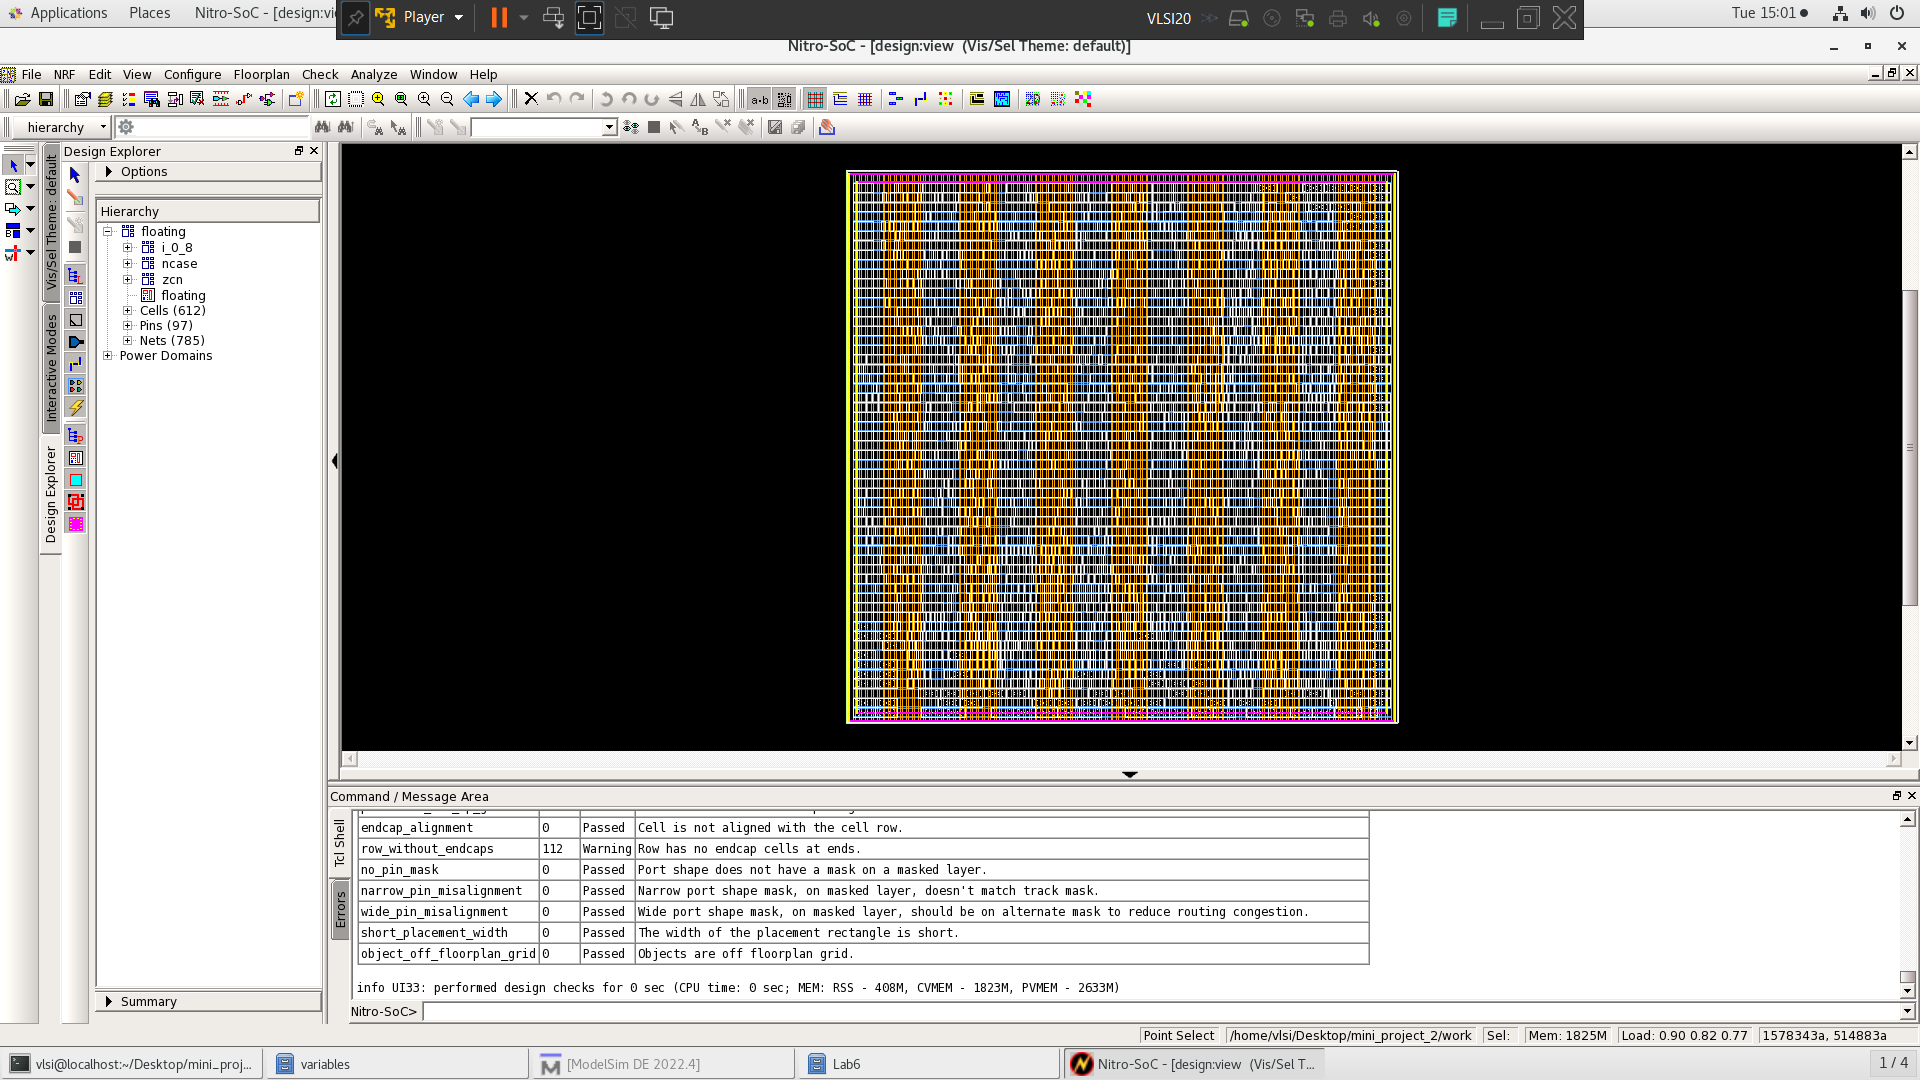 Applications Places Nitro-SoC - [design:vi
Player
VLSI20
Tue 15:01
Nitro-SoC - [design:view (Vis/Sel Theme: default)]
File NRF Edit View Configure Floorplan Check Analyze Window Help
hierarchy
Design Explorer
Options
Hierarchy
floating
i_0_8
ncase
zcn
floating
Cells (612)
Pins (97)
Nets (785)
Power Domains
Summary
Vis/Sel Theme: default
Interactive Modes
Design Explorer
Command / Message Area
Tcl Shell
Errors
endcap_alignment 0 Passed Cell is not aligned with the cell row.
row_without_endcaps 112 Warning Row has no endcap cells at ends.
no_pin_mask 0 Passed Port shape does not have a mask on a masked layer.
narrow_pin_misalignment 0 Passed Narrow port shape mask, on masked layer, doesn't match track mask.
wide_pin_misalignment 0 Passed Wide port shape mask, on masked layer, should be on alternate mask to reduce routing congestion.
short_placement_width 0 Passed The width of the placement rectangle is short.
object_off_floorplan_grid 0 Passed Objects are off floorplan grid.
info UI33: performed design checks for 0 sec (CPU time: 0 sec; MEM: RSS - 408M, CVMEM - 1823M, PVMEM - 2633M)
Nitro-SoC>
Point Select /home/vlsi/Desktop/mini_project_2/work Sel: Mem: 1825M Load: 0.90 0.82 0.77 1578343a, 514883a
vlsi@localhost:~/Desktop/mini_proj... variables [ModelSim DE 2022.4] Lab6 Nitro-SoC - [design:view (Vis/Sel T... 1 / 4